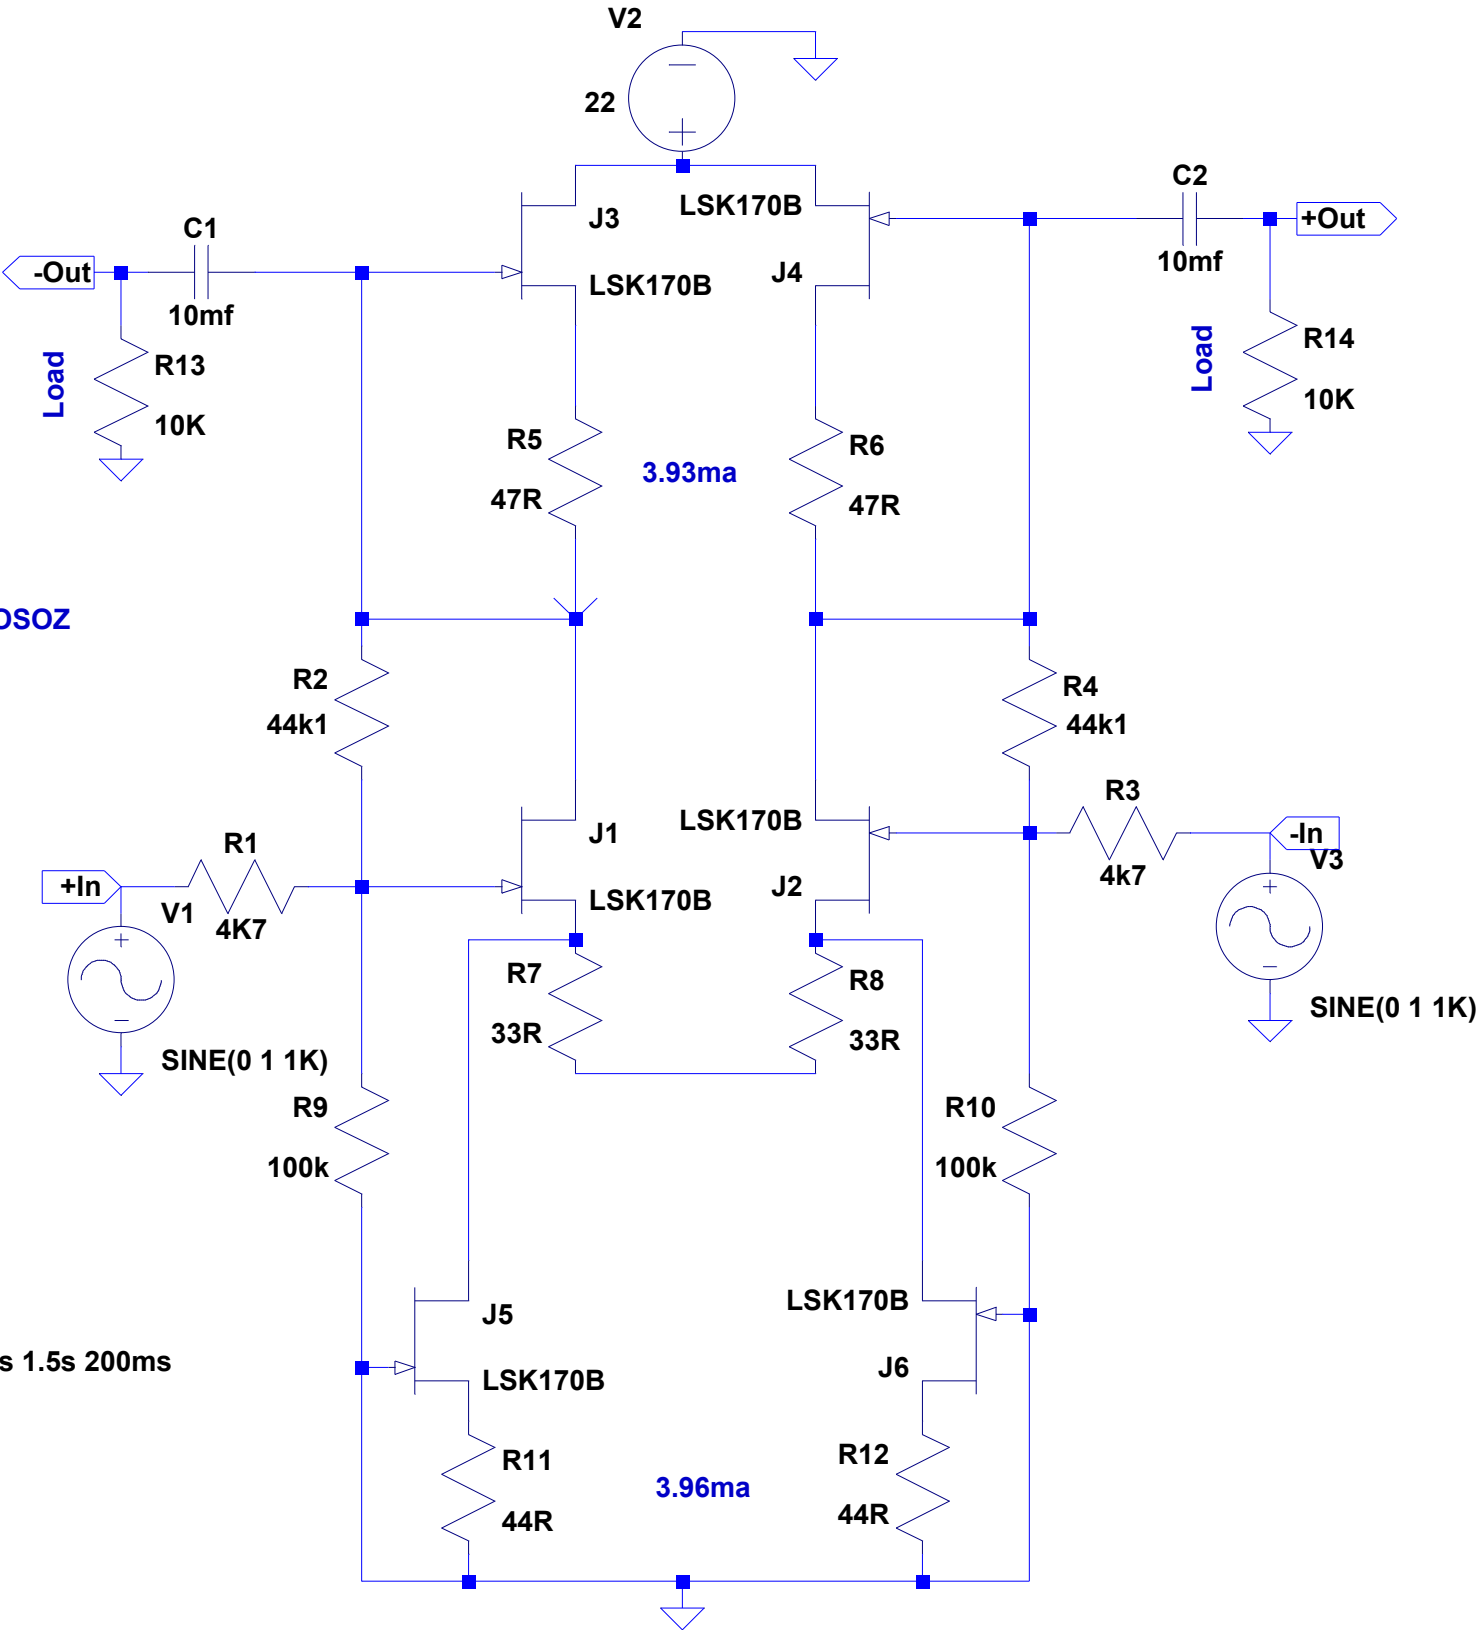 V2
22
J3
LSK170B
LSK170B
J4
C1
10mf
-Out
Load
R13
10K
C2
10mf
+Out
Load
R14
10K
R5
47R
3.93ma
R6
47R
OSOZ
R2
44k1
R4
44k1
R1
4K7
+In
V1
SINE(0 1 1K)
J1
LSK170B
LSK170B
J2
R3
4k7
-In
V3
SINE(0 1 1K)
R7
33R
R8
33R
R9
100k
R10
100k
J5
LSK170B
LSK170B
J6
s 1.5s 200ms
R11
44R
3.96ma
R12
44R